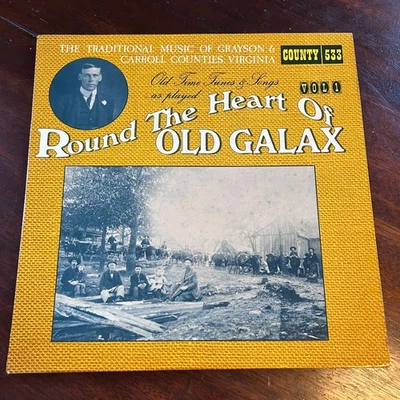 THE TRADITIONAL MUSIC OF GRAYSON &
CARROLL COUNTIES VIRGINIA
COUNTY 533
Old Time Tunes & Songs
as played
VOL 1
Round The Heart Of
OLD GALAX